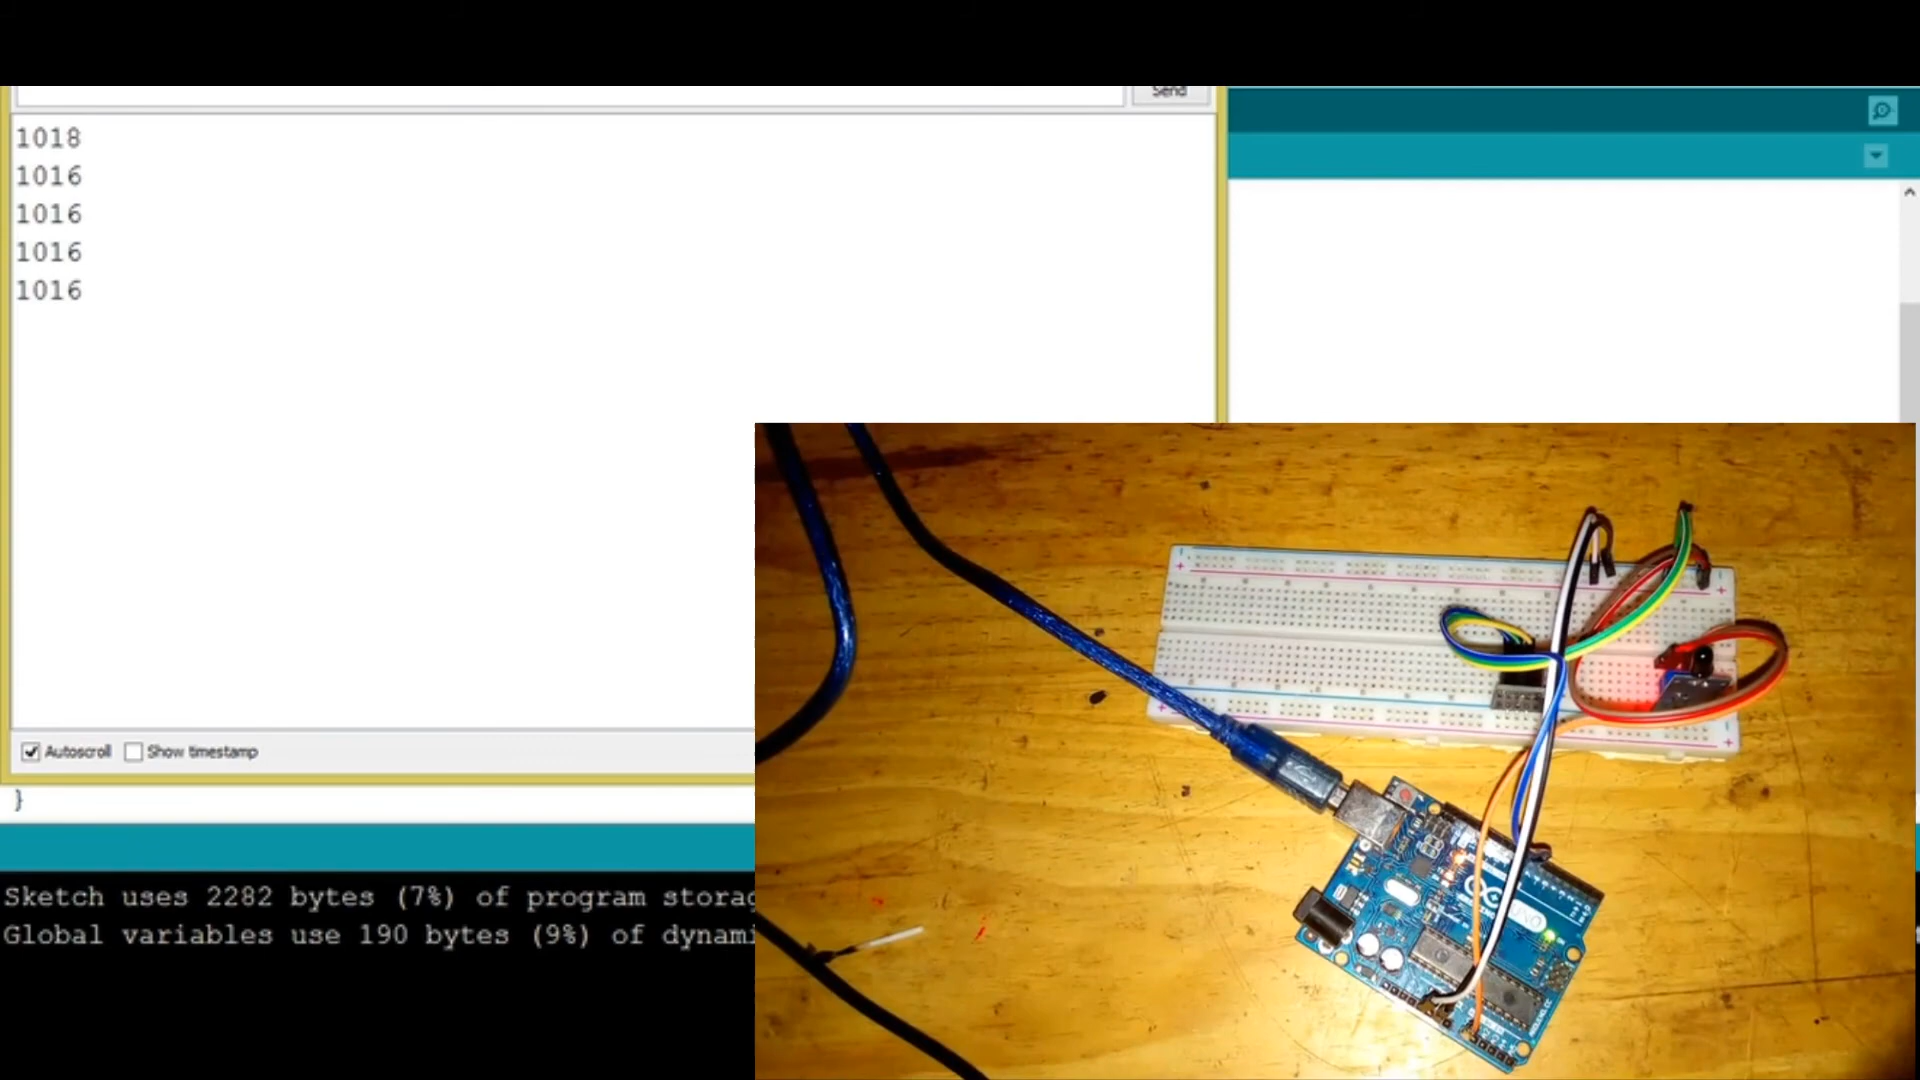 Send
1018
1016
1016
1016
1016
Autoscroll
Show timestamp
}
Sketch uses 2282 bytes (7%) of program storag
Global variables use 190 bytes (9%) of dynami
UNO